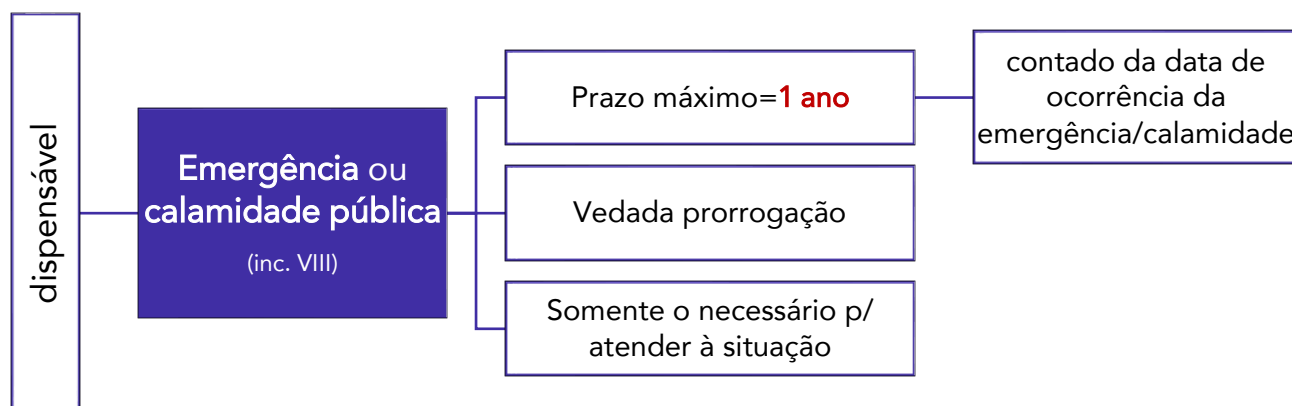 dispensável
Emergência ou
calamidade pública
(inc. VIII)
Prazo máximo=1 ano
contado da data de
ocorrência da
emergência/calamidade
Vedada prorrogação
Somente o necessário p/
atender à situação